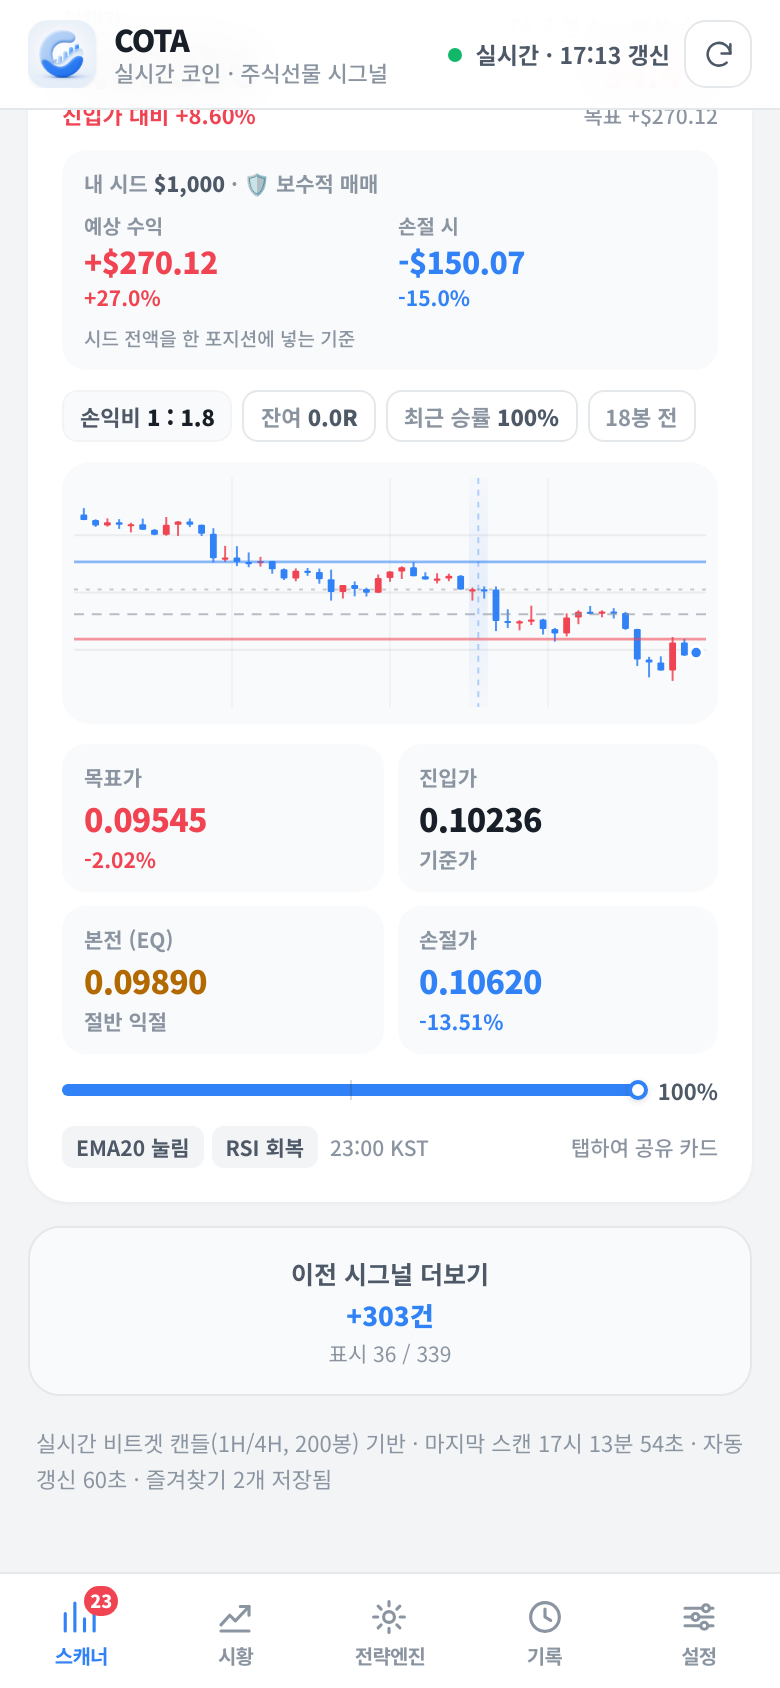 COTA
실시간 코인 · 주식선물 시그널
실시간 · 17:13 갱신
진입가 대비 +8.60%
목표 +$270.12
내 시드 $1,000 · 🛡️ 보수적 매매
예상 수익
손절 시
+$270.12
-$150.07
+27.0%
-15.0%
시드 전액을 한 포지션에 넣는 기준
손익비 1 : 1.8
잔여 0.0R
최근 승률 100%
18봉 전
목표가
진입가
0.09545
0.10236
-2.02%
기준가
본전 (EQ)
손절가
0.09890
0.10620
절반 익절
-13.51%
100%
EMA20 눌림
RSI 회복
23:00 KST
탭하여 공유 카드
이전 시그널 더보기
+303건
표시 36 / 339
실시간 비트겟 캔들(1H/4H, 200봉) 기반 · 마지막 스캔 17시 13분 54초 · 자동
갱신 60초 · 즐겨찾기 2개 저장됨
23
스캐너
시황
전략엔진
기록
설정